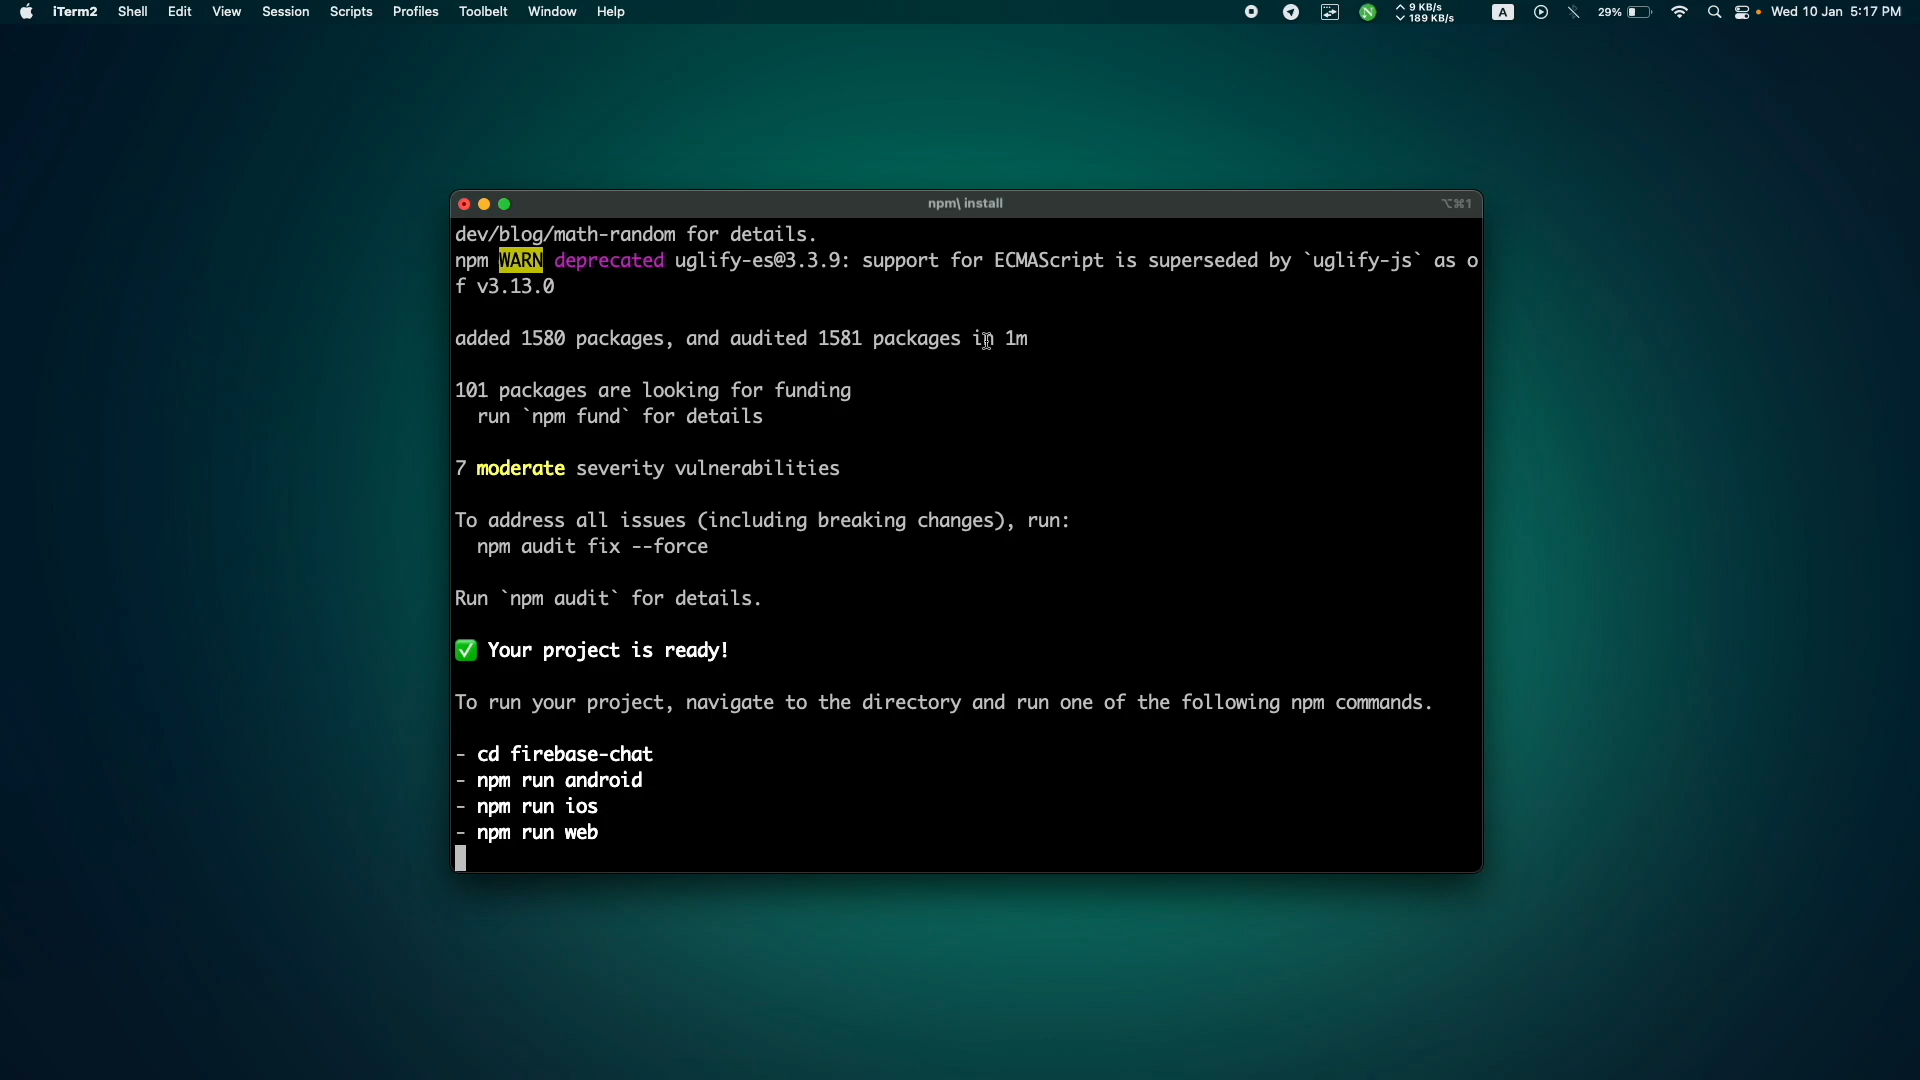 iTerm2 Shell Edit View Session Scripts Profiles Toolbelt Window Help N 9 KB/s 189 KB/s A 29% Wed 10 Jan 5:17 PM
npm\ install ⌥⌘1
dev/blog/math-random for details.
npm WARN deprecated uglify-es@3.3.9: support for ECMAScript is superseded by `uglify-js` as o
f v3.13.0
added 1580 packages, and audited 1581 packages in 1m
101 packages are looking for funding
run `npm fund` for details
7 moderate severity vulnerabilities
To address all issues (including breaking changes), run:
npm audit fix --force
Run `npm audit` for details.
✅ Your project is ready!
To run your project, navigate to the directory and run one of the following npm commands.
- cd firebase-chat
- npm run android
- npm run ios
- npm run web